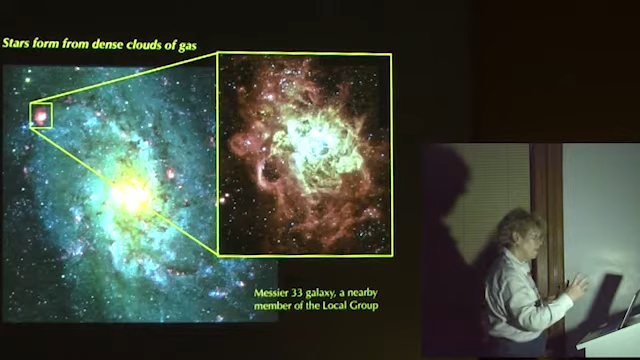 Stars form from dense clouds of gas
Messier 33 galaxy, a nearby
member of the Local Group